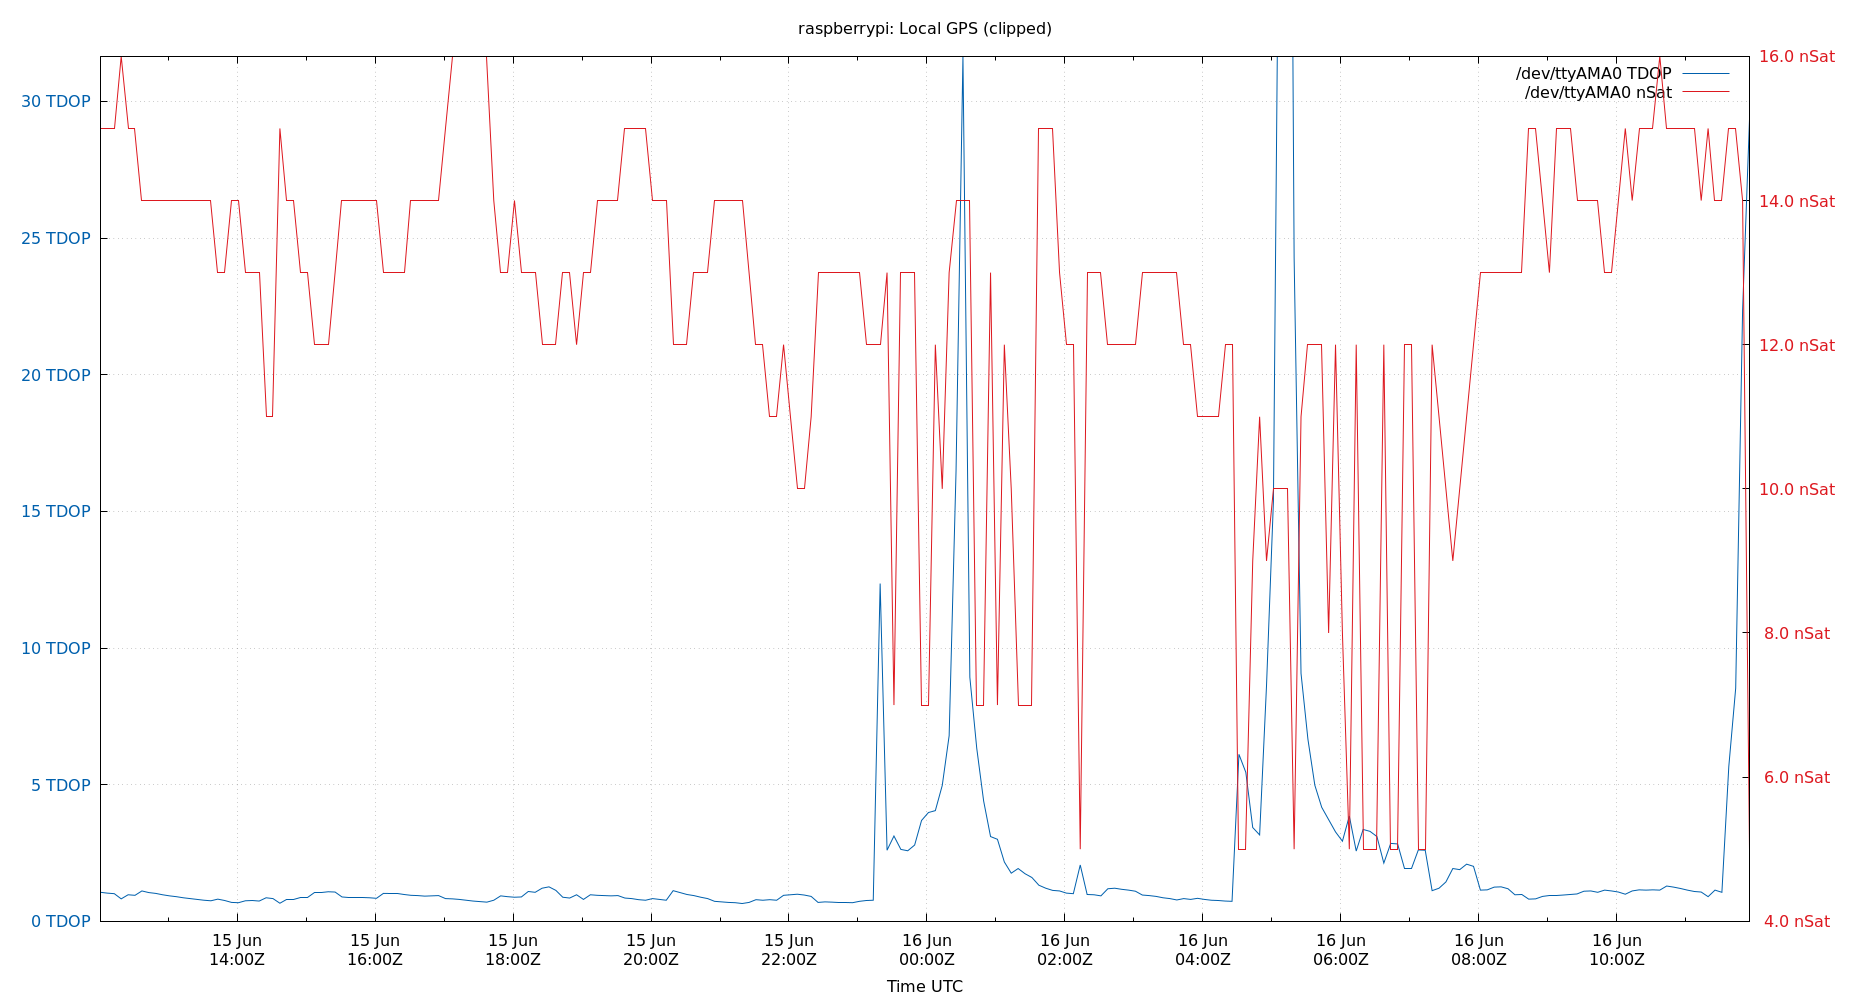 raspberrypi: Local GPS (clipped)
/dev/ttyAMA0 TDOP
/dev/ttyAMA0 nSat
30 TDOP
25 TDOP
20 TDOP
15 TDOP
10 TDOP
5 TDOP
0 TDOP
16.0 nSat
14.0 nSat
12.0 nSat
10.0 nSat
8.0 nSat
6.0 nSat
4.0 nSat
15 Jun
14:00Z
15 Jun
16:00Z
15 Jun
18:00Z
15 Jun
20:00Z
15 Jun
22:00Z
16 Jun
00:00Z
16 Jun
02:00Z
16 Jun
04:00Z
16 Jun
06:00Z
16 Jun
08:00Z
16 Jun
10:00Z
Time UTC